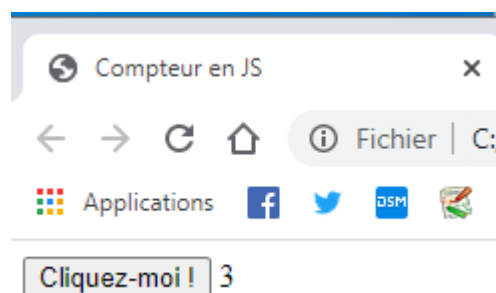 Compteur en JS
Fichier | C:
Applications DSM
Cliquez-moi ! 3